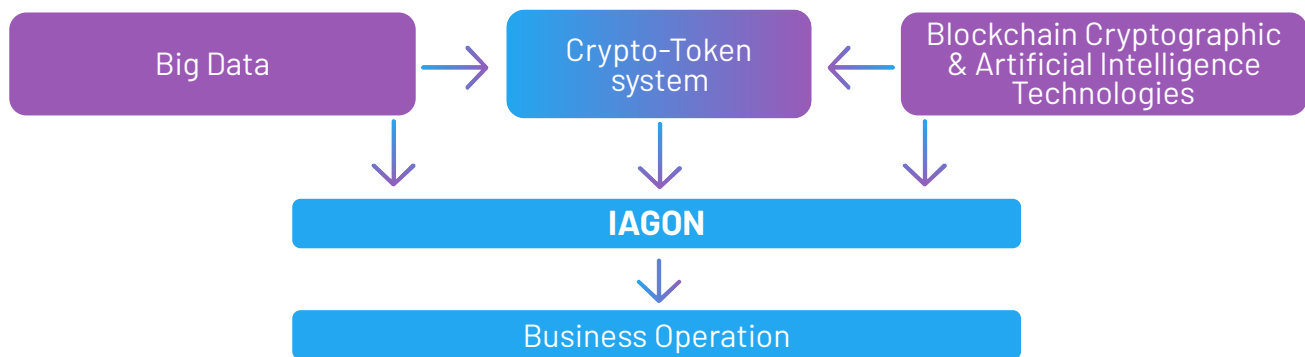 Big Data
Crypto-Token
system
Blockchain Cryptographic
& Artificial Intelligence
Technologies
IAGON
Business Operation